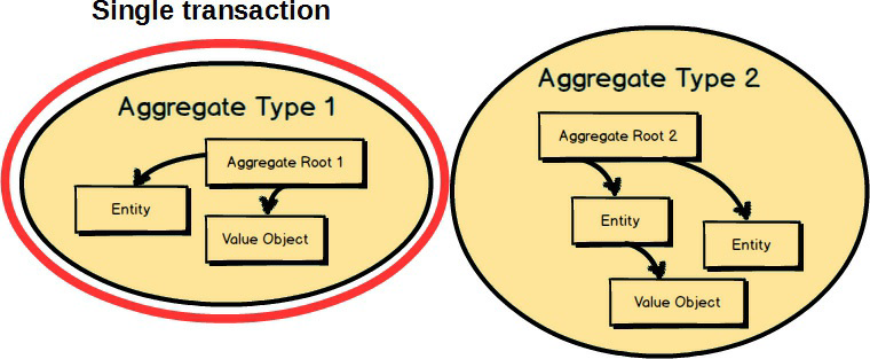 Single transaction
Aggregate Type 1
Aggregate Root 1
Entity
Value Object
Aggregate Type 2
Aggregate Root 2
Entity
Entity
Value Object